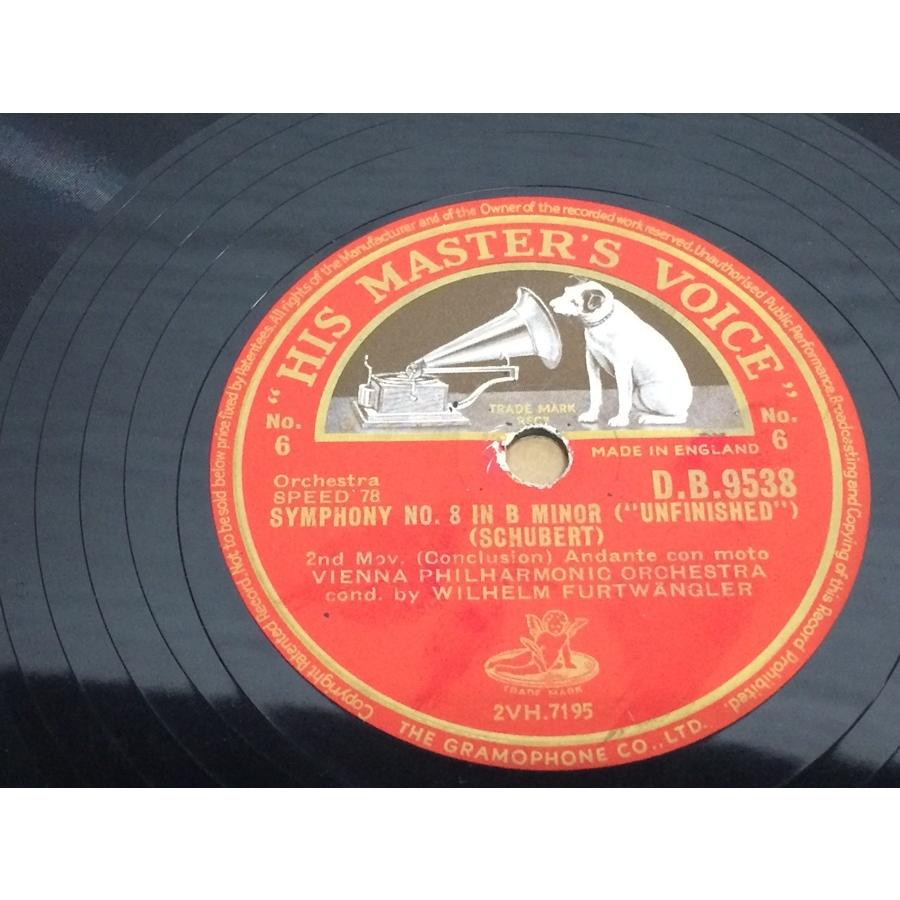 Copyright Patented Record. Not to be sold below price fixed by Patentees. All rights of the Manufacturer and of the Owner of the recorded work reserved. Unauthorised Public Performance, Broadcasting and Copying of this Record Prohibited.
"HIS MASTER'S VOICE"
TRADE MARK
No.
6
No.
6
MADE IN ENGLAND
Orchestra
SPEED 78
D.B.9538
SYMPHONY NO. 8 IN B MINOR ("UNFINISHED")
(SCHUBERT)
2nd Mov. (Conclusion) Andante con moto
VIENNA PHILHARMONIC ORCHESTRA
cond. by WILHELM FURTWÄNGLER
TRADE MARK
2VH.7195
THE GRAMOPHONE CO., LTD.